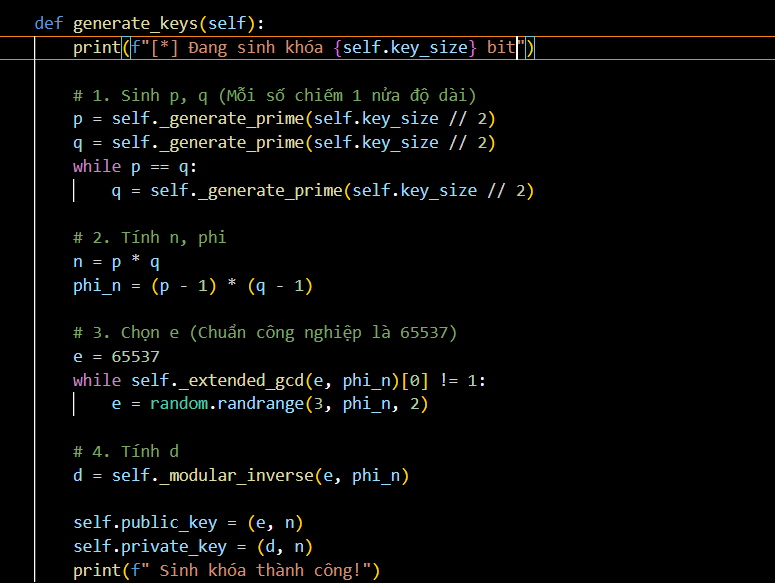 def generate_keys(self):
    print(f"[*] Đang sinh khóa {self.key_size} bit")

    # 1. Sinh p, q (Mỗi số chiếm 1 nửa độ dài)
    p = self._generate_prime(self.key_size // 2)
    q = self._generate_prime(self.key_size // 2)
    while p == q:
        q = self._generate_prime(self.key_size // 2)

    # 2. Tính n, phi
    n = p * q
    phi_n = (p - 1) * (q - 1)

    # 3. Chọn e (Chuẩn công nghiệp là 65537)
    e = 65537
    while self._extended_gcd(e, phi_n)[0] != 1:
        e = random.randrange(3, phi_n, 2)

    # 4. Tính d
    d = self._modular_inverse(e, phi_n)

    self.public_key = (e, n)
    self.private_key = (d, n)
    print(f" Sinh khóa thành công!")